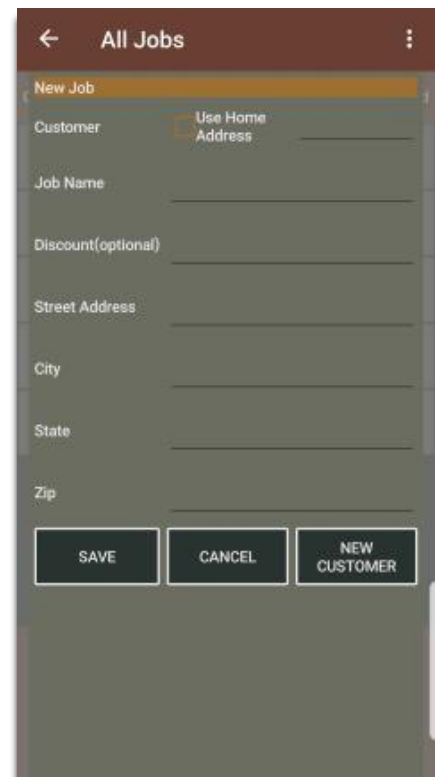 All Jobs
New Job
Customer
Use Home
Address
Job Name
Discount(optional)
Street Address
City
State
Zip
SAVE
CANCEL
NEW
CUSTOMER